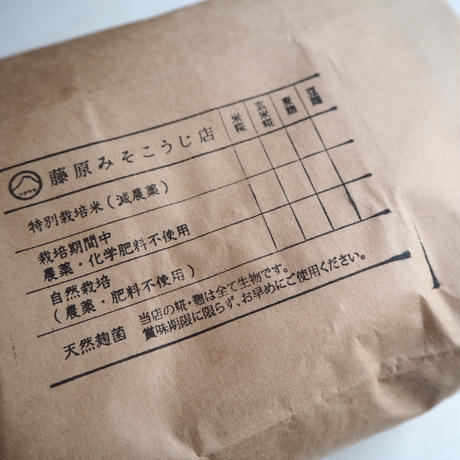 藤原みそこうじ店 米糀 玄米糀 麦麹 豆麹
特別栽培米(減農薬)
栽培期間中
農薬・化学肥料不使用
自然栽培
(農薬・肥料不使用)
天然麹菌
当店の糀・麹は全て生物です。
賞味期限に限らず、お早めにご使用ください。